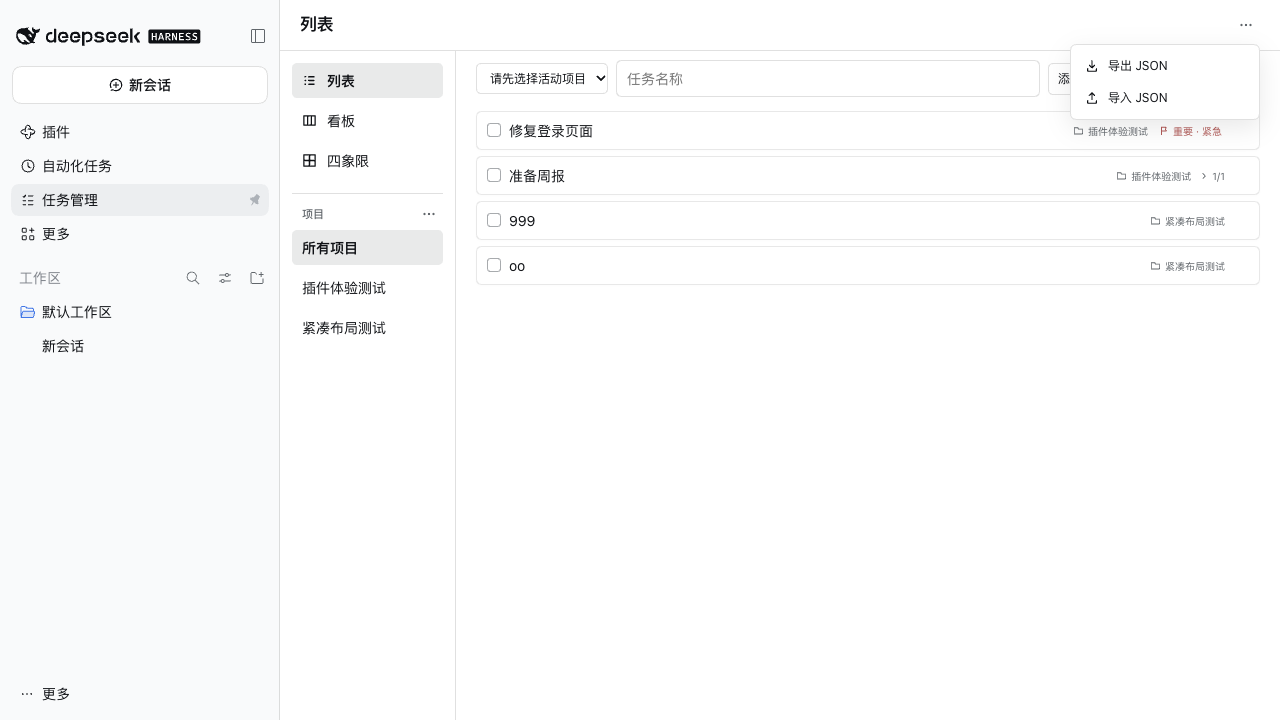 deepseek HARNESS
新会话
插件
自动化任务
任务管理
更多
工作区
默认工作区
新会话
更多
列表
列表
看板
四象限
项目
所有项目
插件体验测试
紧凑布局测试
请先选择活动项目
任务名称
添
导出 JSON
导入 JSON
修复登录页面
插件体验测试
重要 · 紧急
准备周报
插件体验测试
1/1
999
紧凑布局测试
oo
紧凑布局测试